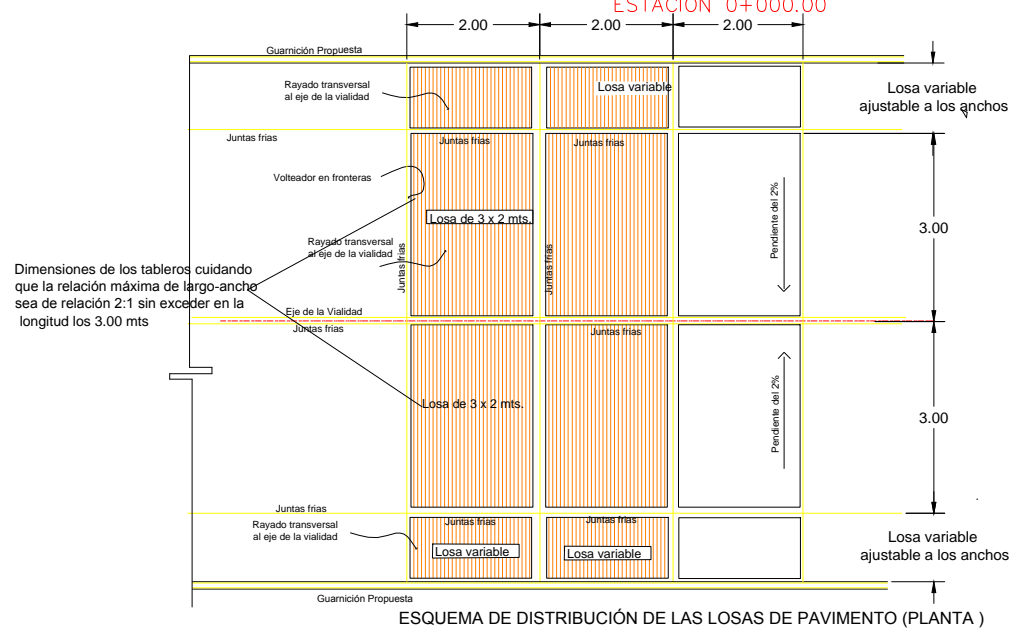 ESTACIÓN 0+000.00
2.00
2.00
2.00
Guarnición Propuesta
Rayado transversal
al eje de la vialidad
Losa variable
Losa variable
ajustable a los anchos
Juntas frias
Juntas frias
Juntas frias
Volteador en fronteras
Losa de 3 x 2 mts.
Pendiente del 2%
3.00
Rayado transversal
al eje de la vialidad
Juntas frias
Juntas frias
Dimensiones de los tableros cuidando
que la relación máxima de largo-ancho
sea de relación 2:1 sin exceder en la
longitud los 3.00 mts
Eje de la Vialidad
Juntas frias
Juntas frias
Losa de 3 x 2 mts.
Pendiente del 2%
3.00
Juntas frias
Rayado transversal
al eje de la vialidad
Juntas frias
Juntas frias
Losa variable
Losa variable
Losa variable
ajustable a los anchos
Guarnición Propuesta
ESQUEMA DE DISTRIBUCIÓN DE LAS LOSAS DE PAVIMENTO (PLANTA )